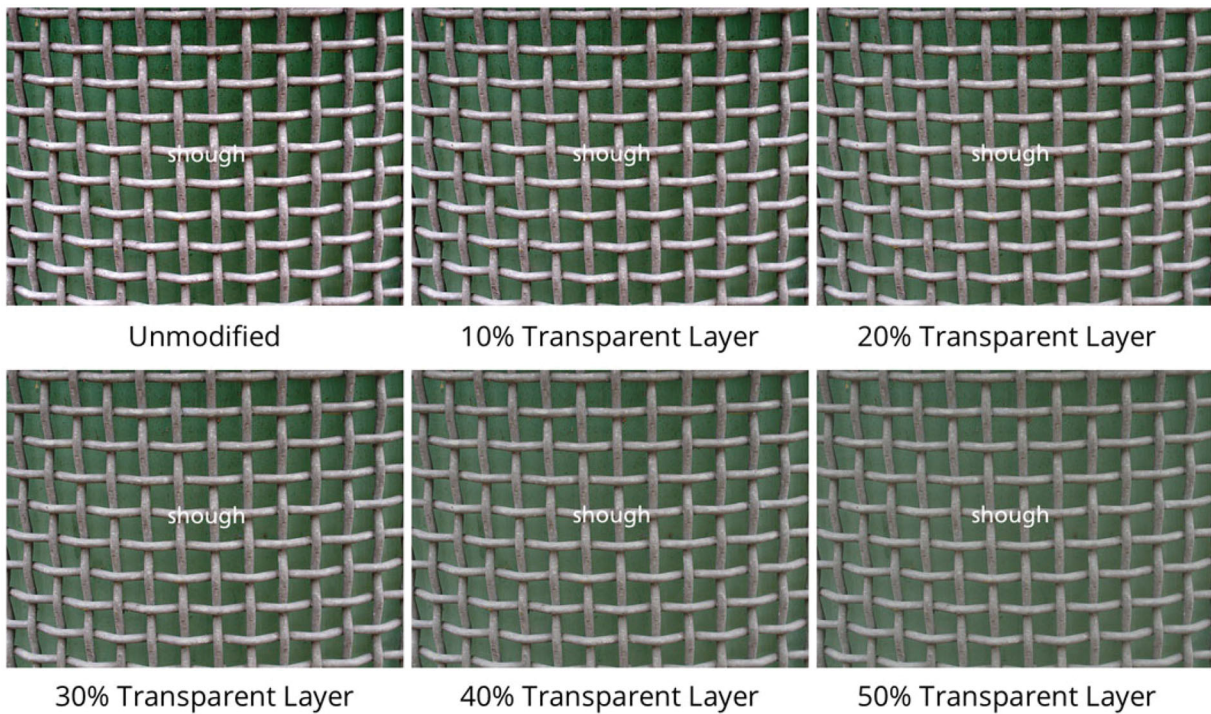 shough
shough
shough
Unmodified
10% Transparent Layer
20% Transparent Layer
shough
shough
shough
30% Transparent Layer
40% Transparent Layer
50% Transparent Layer